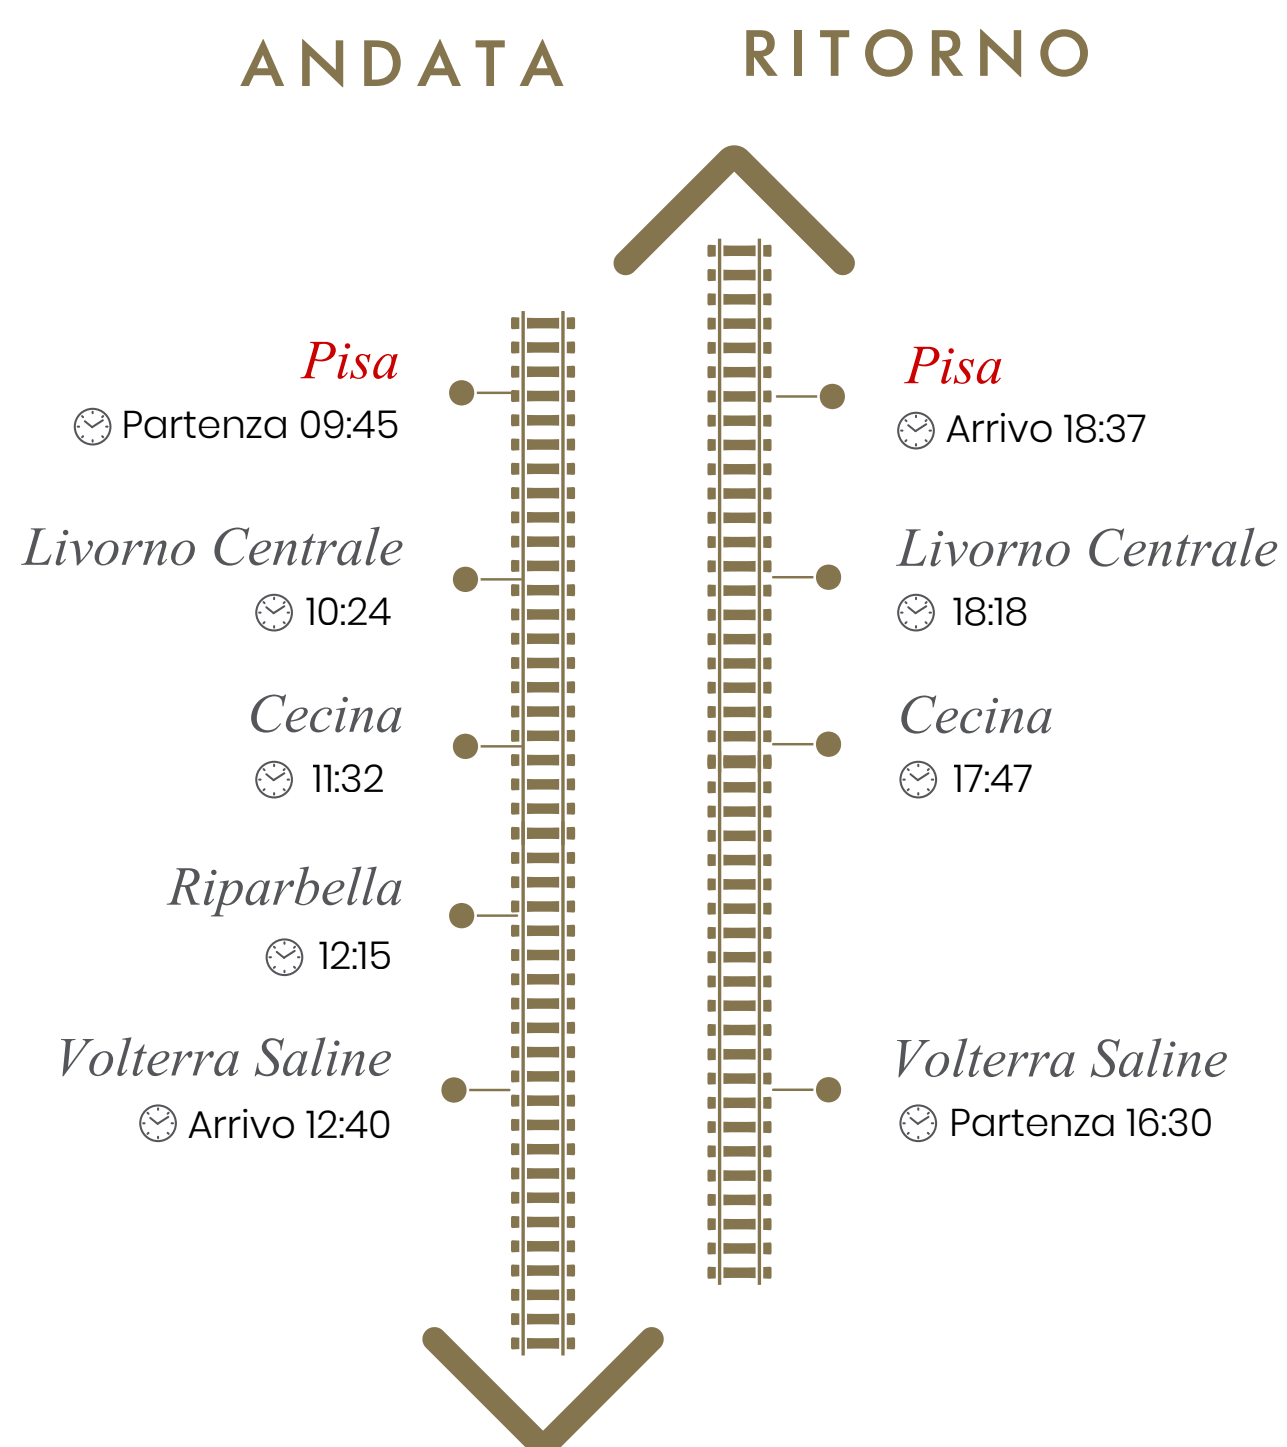 ANDATA
Pisa
Partenza 09:45
Livorno Centrale
10:24
Cecina
11:32
Riparbella
12:15
Volterra Saline
Arrivo 12:40
RITORNO
Pisa
Arrivo 18:37
Livorno Centrale
18:18
Cecina
17:47
Volterra Saline
Partenza 16:30